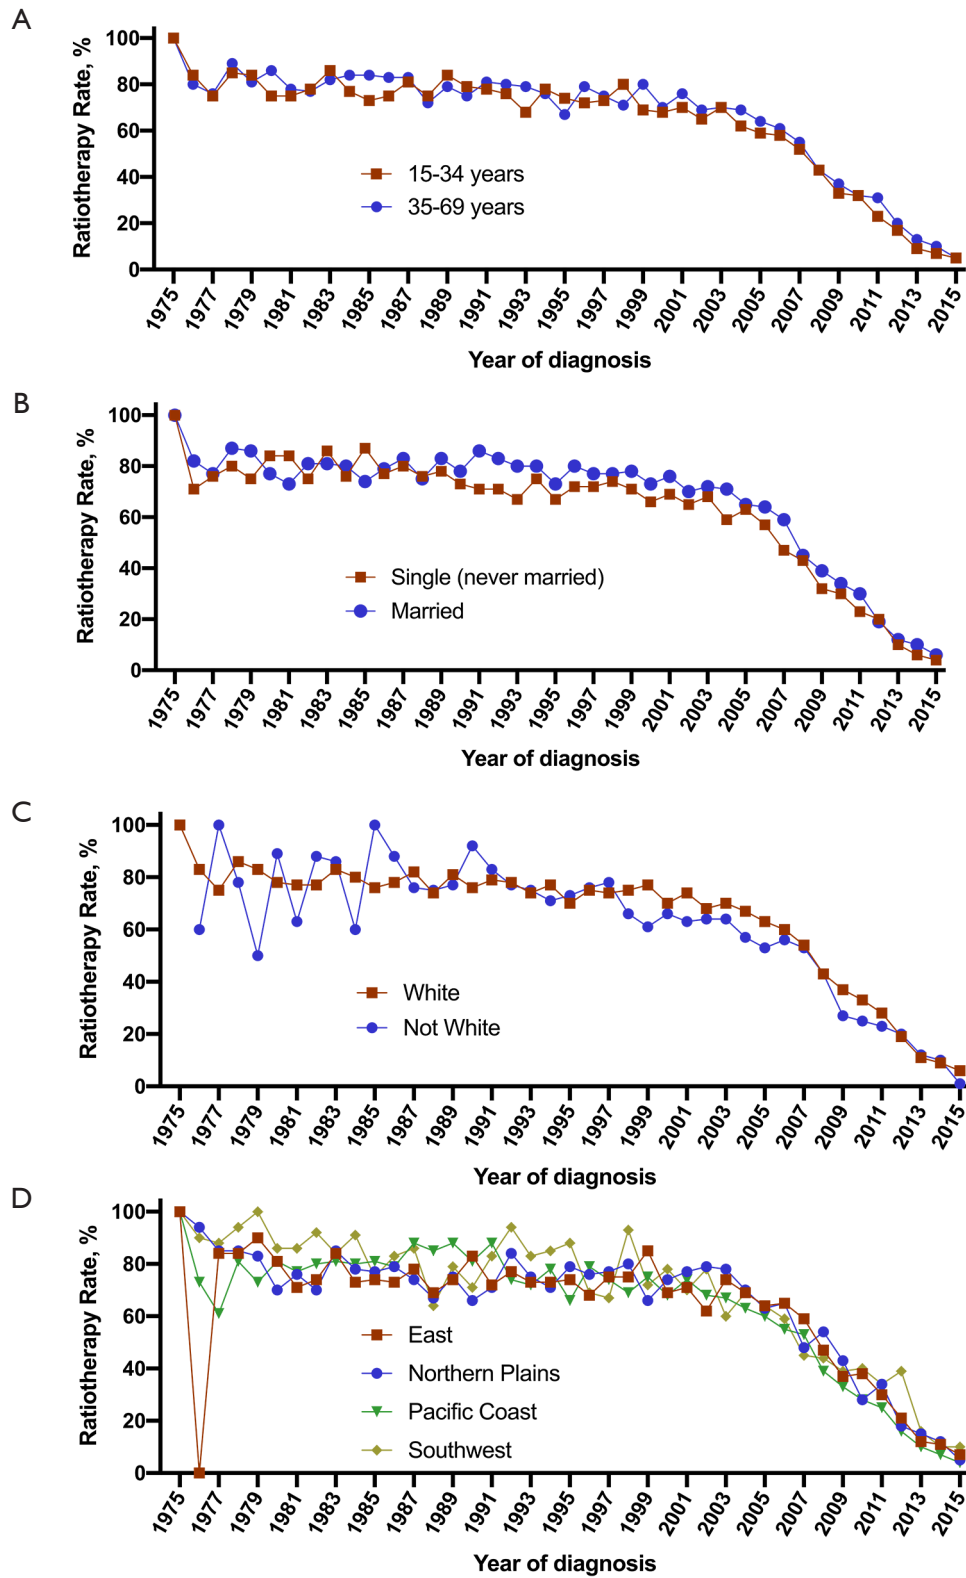 A
Ratiotherapy Rate, %
100
80
60
40
20
0
15-34 years
35-69 years
1975 1977 1979 1981 1983 1985 1987 1989 1991 1993 1995 1997 1999 2001 2003 2005 2007 2009 2011 2013 2015
Year of diagnosis
B
Ratiotherapy Rate, %
100
80
60
40
20
0
Single (never married)
Married
1975 1977 1979 1981 1983 1985 1987 1989 1991 1993 1995 1997 1999 2001 2003 2005 2007 2009 2011 2013 2015
Year of diagnosis
C
Ratiotherapy Rate, %
100
80
60
40
20
0
White
Not White
1975 1977 1979 1981 1983 1985 1987 1989 1991 1993 1995 1997 1999 2001 2003 2005 2007 2009 2011 2013 2015
Year of diagnosis
D
Ratiotherapy Rate, %
100
80
60
40
20
0
East
Northern Plains
Pacific Coast
Southwest
1975 1977 1979 1981 1983 1985 1987 1989 1991 1993 1995 1997 1999 2001 2003 2005 2007 2009 2011 2013 2015
Year of diagnosis